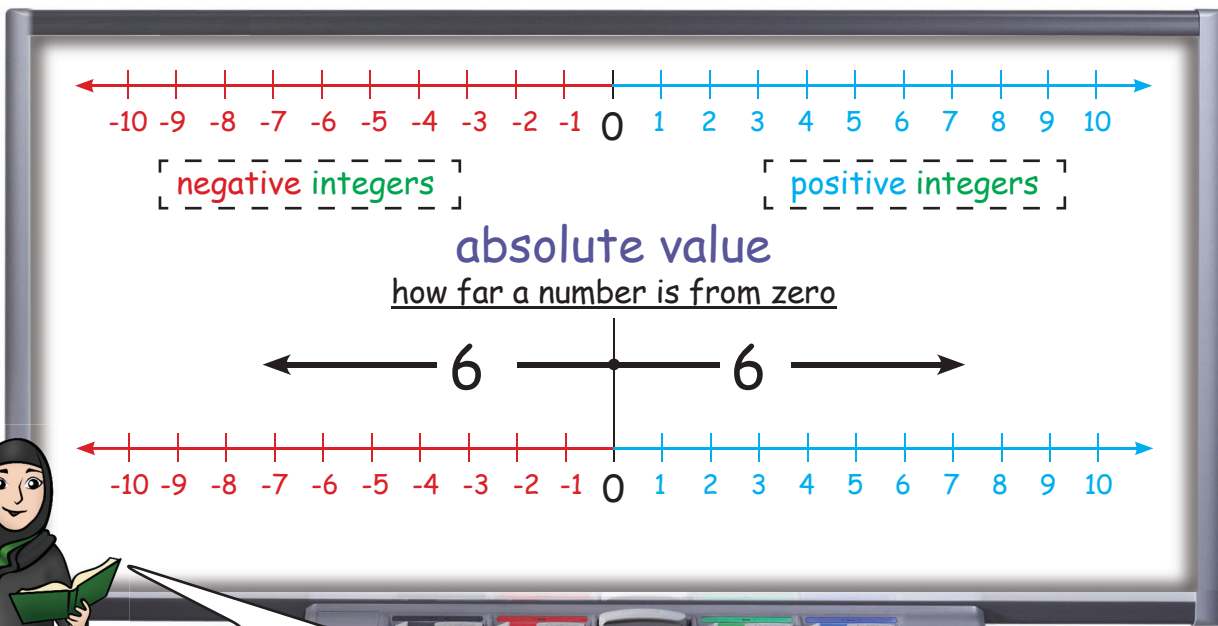 -10 -9 -8 -7 -6 -5 -4 -3 -2 -1 0 1 2 3 4 5 6 7 8 9 10
negative integers positive integers
absolute value
how far a number is from zero
6 6
-10 -9 -8 -7 -6 -5 -4 -3 -2 -1 0 1 2 3 4 5 6 7 8 9 10